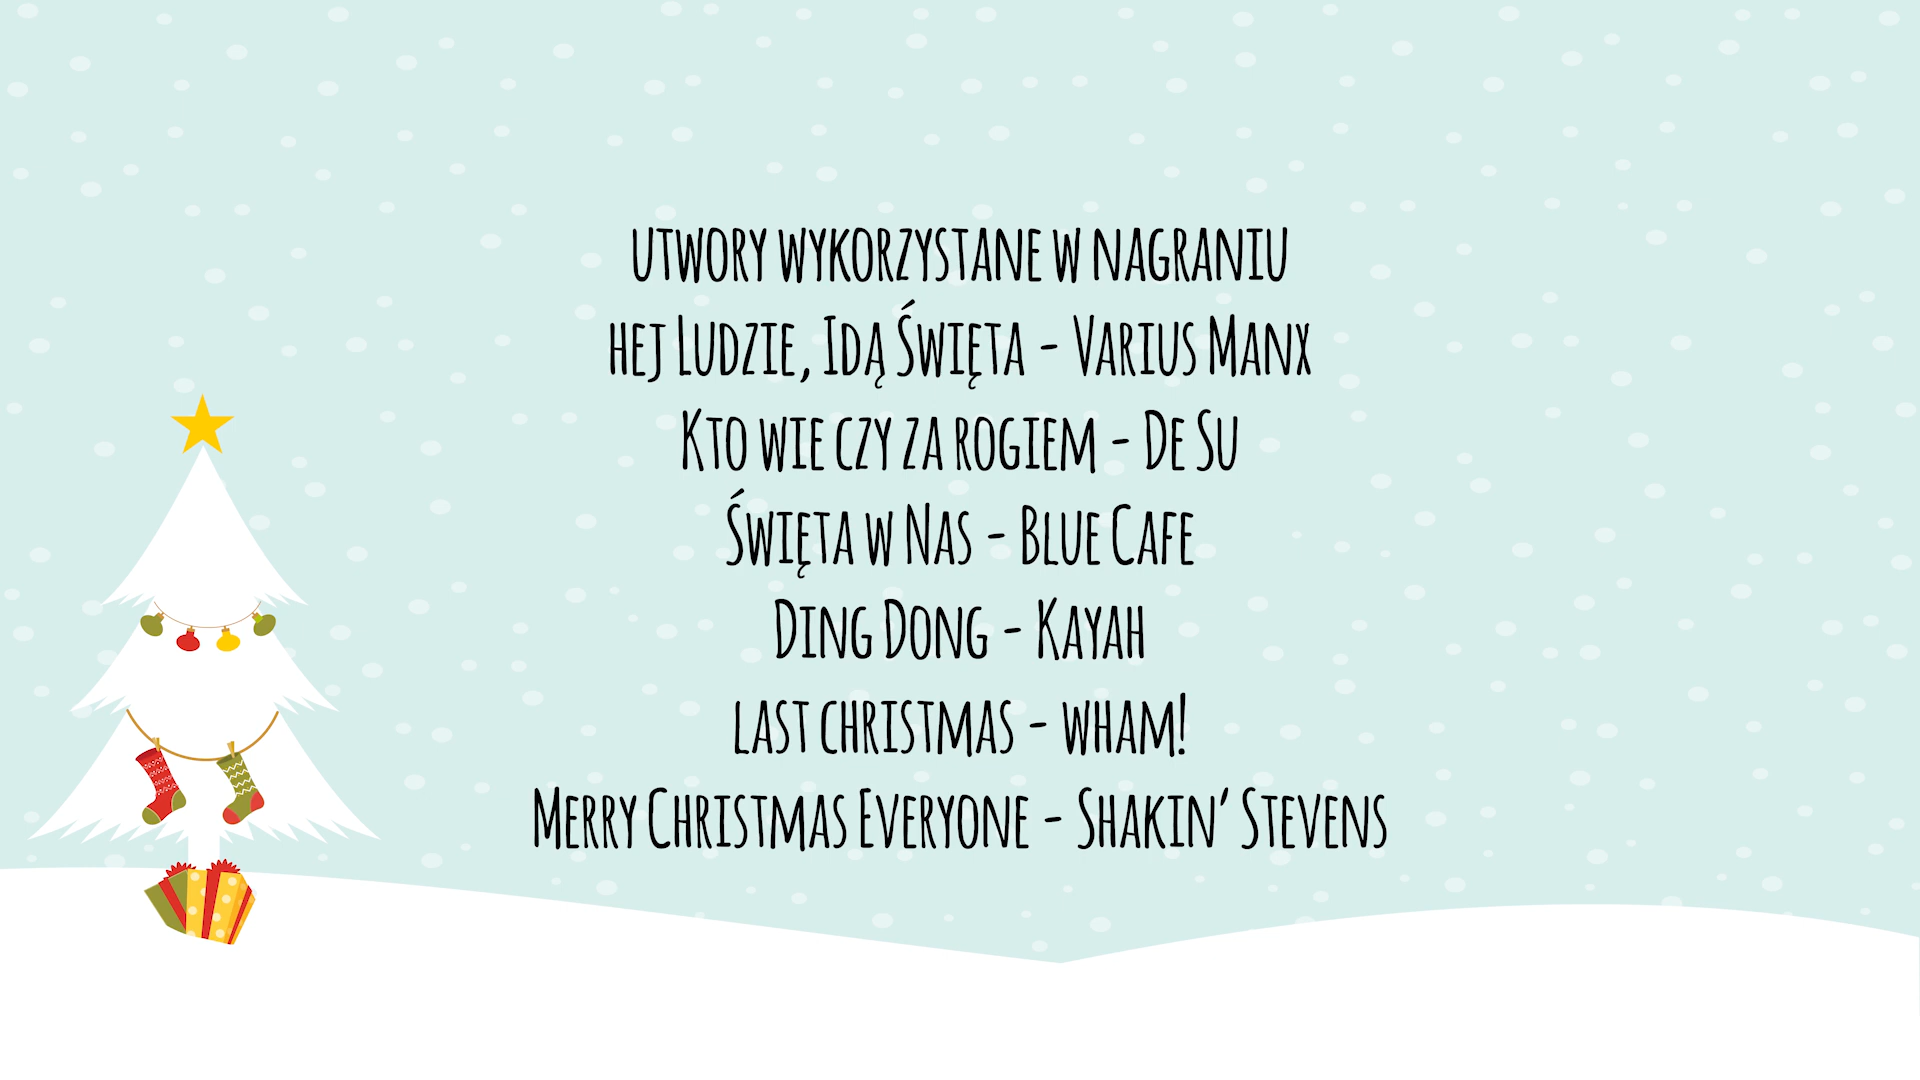 utwory wykorzystane w nagraniu
hej Ludzie, Idą Święta - Varius Manx
Kto wie czy za rogiem - De Su
Święta w Nas - Blue Cafe
Ding Dong - Kayah
last christmas - wham!
Merry Christmas Everyone - Shakin’ Stevens